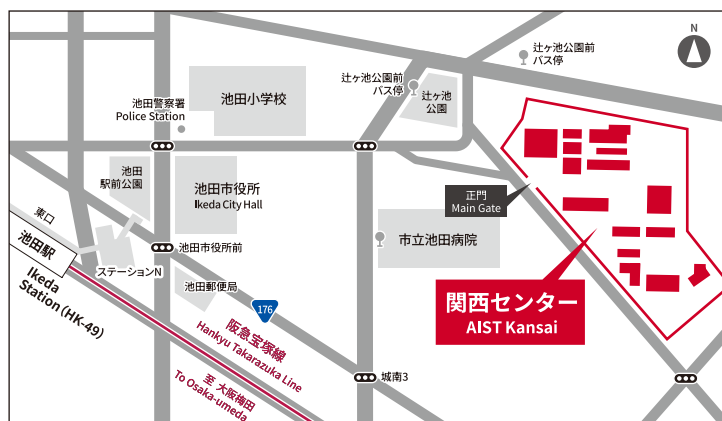 N
辻ヶ池公園前
バス停
辻ヶ池公園前
バス停
池田小学校
辻ヶ池
公園
池田警察署
Police Station
池田
駅前公園
池田市役所
Ikeda City Hall
正門
Main Gate
東口
池田駅
Ikeda
Station (HK-49)
ステーションN
池田市役所前
市立池田病院
池田郵便局
176
関西センター
AIST Kansai
阪急宝塚線
Hankyu Takarazuka Line
至 大阪梅田
To Osaka-umeda
城南3